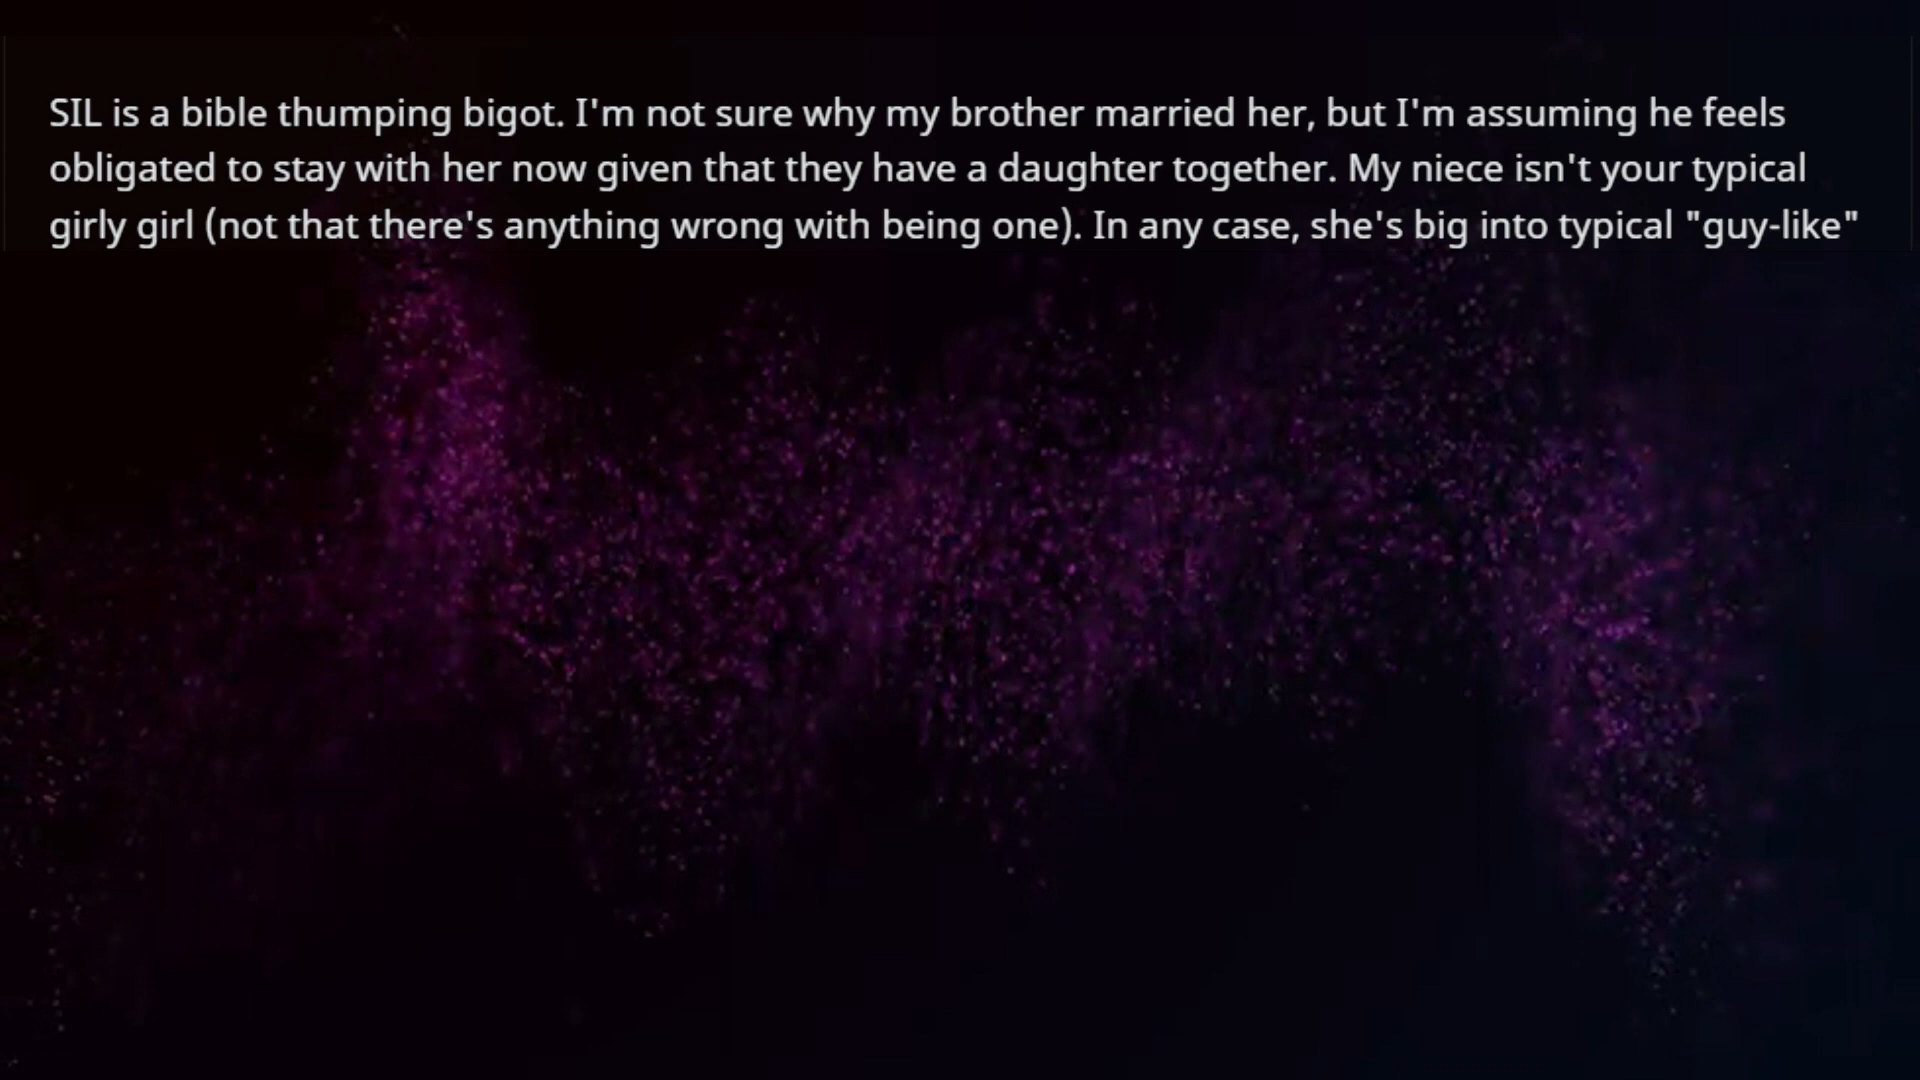 SIL is a bible thumping bigot. I'm not sure why my brother married her, but I'm assuming he feels
obligated to stay with her now given that they have a daughter together. My niece isn't your typical
girly girl (not that there's anything wrong with being one). In any case, she's big into typical "guy-like"